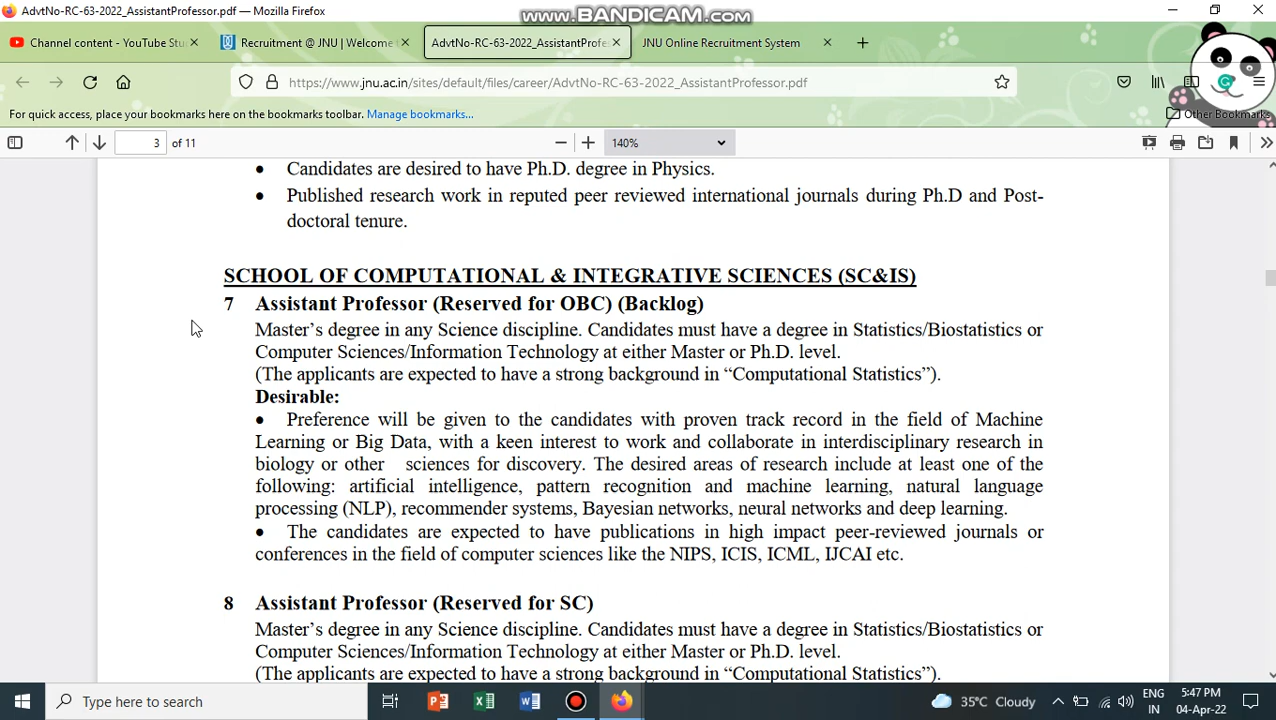 AdvtNo-RC-63-2022_AssistantProfessor.pdf — Mozilla Firefox
www.BANDICAM.com
Channel content - YouTube Stu
Recruitment @ JNU | Welcome
AdvtNo-RC-63-2022_AssistantProfe
JNU Online Recruitment System
https://www.jnu.ac.in/sites/default/files/career/AdvtNo-RC-63-2022_AssistantProfessor.pdf
For quick access, place your bookmarks here on the bookmarks toolbar. Manage bookmarks...
Other Bookmarks
3 of 11
140%
• Candidates are desired to have Ph.D. degree in Physics.
• Published research work in reputed peer reviewed international journals during Ph.D and Post-
doctoral tenure.
SCHOOL OF COMPUTATIONAL & INTEGRATIVE SCIENCES (SC&IS)
7 Assistant Professor (Reserved for OBC) (Backlog)
Master's degree in any Science discipline. Candidates must have a degree in Statistics/Biostatistics or
Computer Sciences/Information Technology at either Master or Ph.D. level.
(The applicants are expected to have a strong background in “Computational Statistics”).
Desirable:
• Preference will be given to the candidates with proven track record in the field of Machine
Learning or Big Data, with a keen interest to work and collaborate in interdisciplinary research in
biology or other sciences for discovery. The desired areas of research include at least one of the
following: artificial intelligence, pattern recognition and machine learning, natural language
processing (NLP), recommender systems, Bayesian networks, neural networks and deep learning.
• The candidates are expected to have publications in high impact peer-reviewed journals or
conferences in the field of computer sciences like the NIPS, ICIS, ICML, IJCAI etc.
8 Assistant Professor (Reserved for SC)
Master's degree in any Science discipline. Candidates must have a degree in Statistics/Biostatistics or
Computer Sciences/Information Technology at either Master or Ph.D. level.
(The applicants are expected to have a strong background in “Computational Statistics”).
Type here to search
35°C Cloudy
ENG
IN
5:47 PM
04-Apr-22